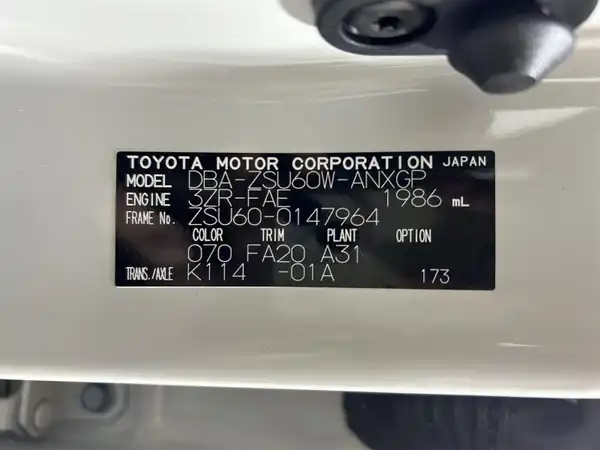 TOYOTA MOTOR CORPORATION JAPAN
MODEL DBA-ZSU60W-ANXGP
ENGINE 3ZR-FAE 1986 mL
FRAME No. ZSU60-0147964
COLOR TRIM PLANT OPTION
070 FA20 A31
TRANS./AXLE K114 -01A 173